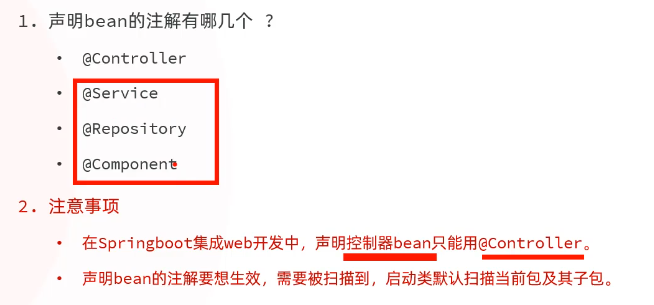 1. 声明bean的注解有哪几个 ？
• @Controller
• @Service
• @Repository
• @Component
2. 注意事项
• 在Springboot集成web开发中，声明控制器bean只能用@Controller。
• 声明bean的注解要想生效，需要被扫描到，启动类默认扫描当前包及其子包。